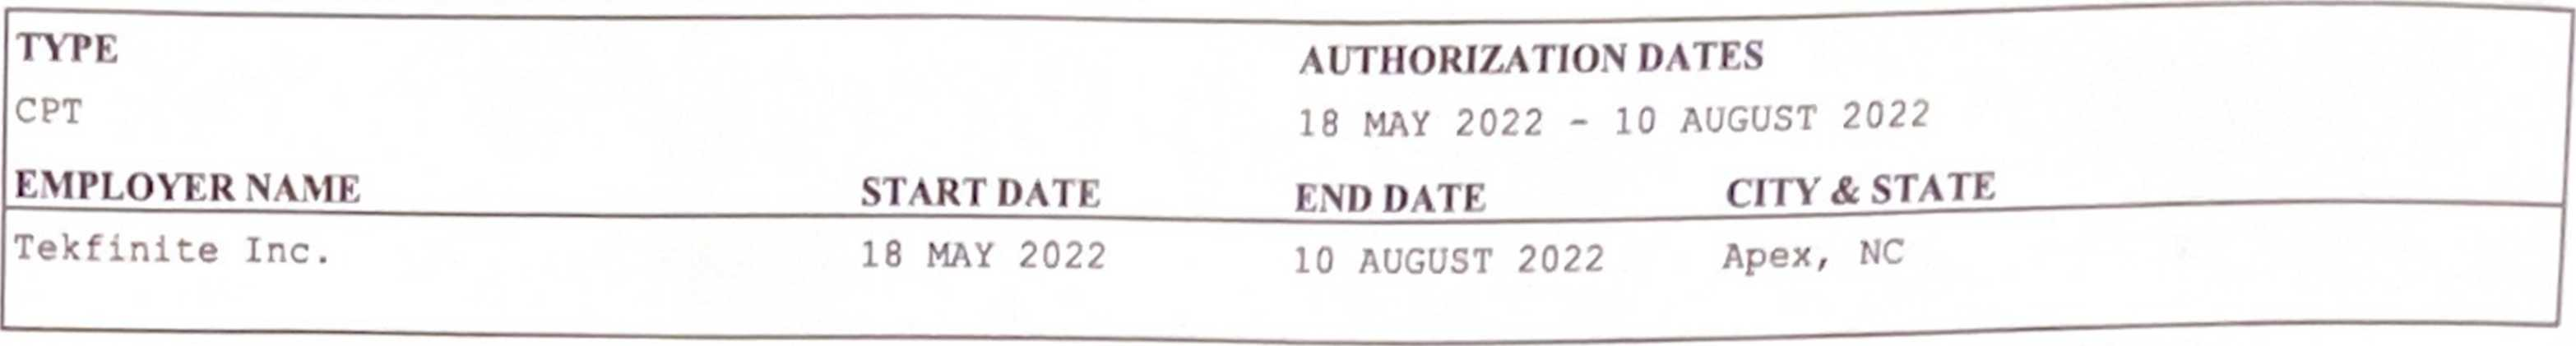 TYPE AUTHORIZATION DATES
CPT 18 MAY 2022 - 10 AUGUST 2022
EMPLOYER NAME START DATE END DATE CITY & STATE
Tekfinite Inc. 18 MAY 2022 10 AUGUST 2022 Apex, NC